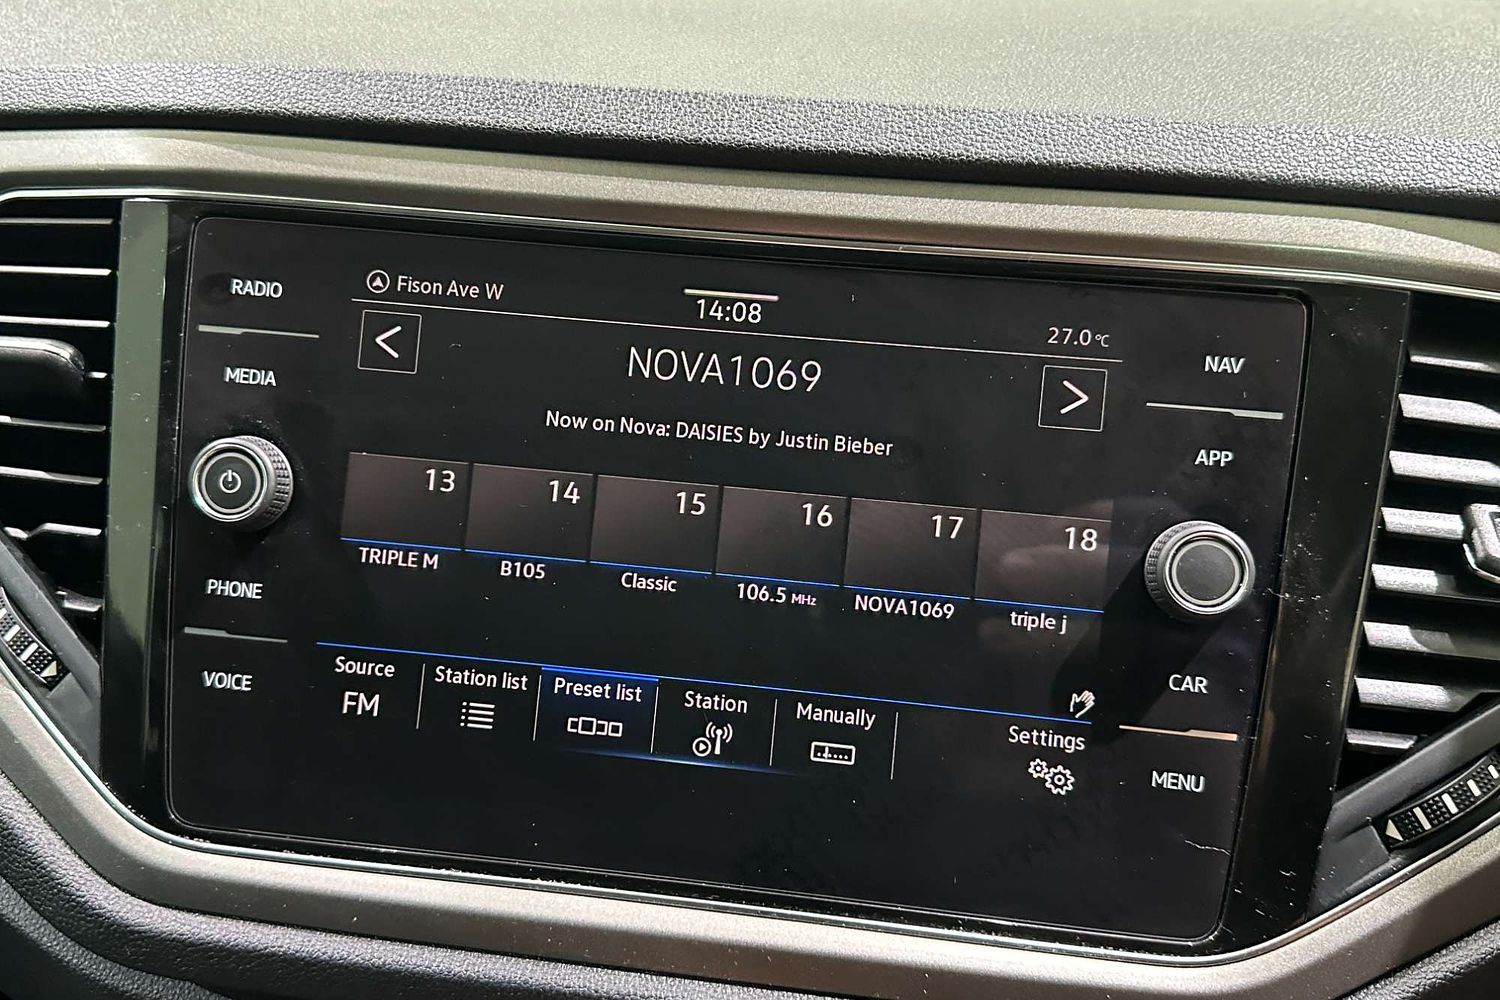 RADIO
MEDIA
PHONE
VOICE
Fison Ave W
14:08
27.0°C
NOVA1069
Now on Nova: DAISIES by Justin Bieber
13 14 15 16 17 18
TRIPLE M B105 Classic 106.5 MHz NOVA1069 triple j
Source Station list Preset list Station Manually Settings
FM
NAV
APP
CAR
MENU